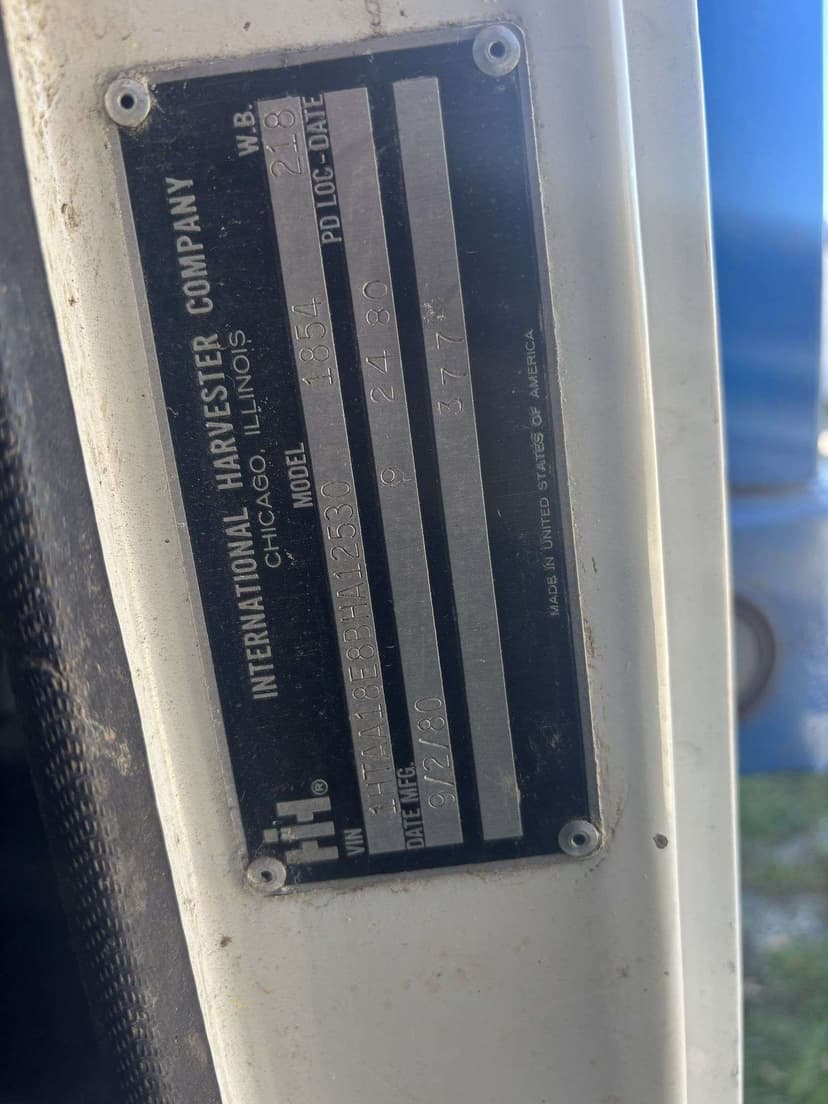 INTERNATIONAL HARVESTER COMPANY
CHICAGO, ILLINOIS
VIN MODEL W.B.
1HTAA18E8BHA12530 1854 218
DATE MFG. PD LOC-DATE
9/2/80 9 24 80
377
MADE IN UNITED STATES OF AMERICA